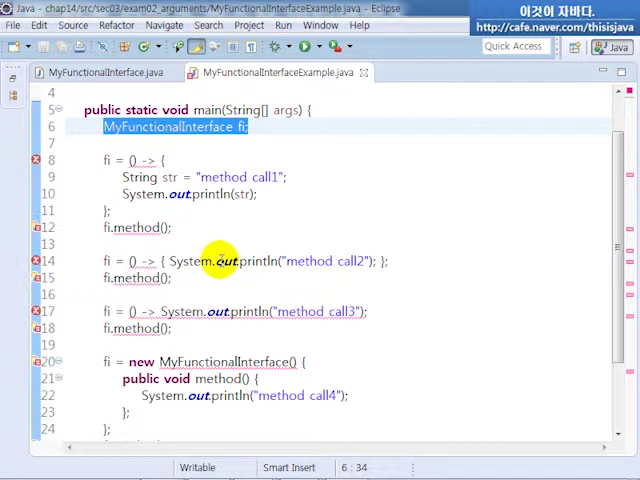 Java - chap14/src/sec03/exam02_arguments/MyFunctionalInterfaceExample.java - Eclipse
이것이 자바다.
http://cafe.naver.com/thisisjava
File Edit Source Refactor Navigate Search Project Run Window Help
Quick Access Java
MyFunctionalInterface.java MyFunctionalInterfaceExample.java
4
5 public static void main(String[] args) {
6 MyFunctionalInterface fi;
7
8 fi = () -> {
9 String str = "method call1";
10 System.out.println(str);
11 };
12 fi.method();
13
14 fi = () -> { System.out.println("method call2"); };
15 fi.method();
16
17 fi = () -> System.out.println("method call3");
18 fi.method();
19
20 fi = new MyFunctionalInterface() {
21 public void method() {
22 System.out.println("method call4");
23 };
24 };
Writable Smart Insert 6 : 34